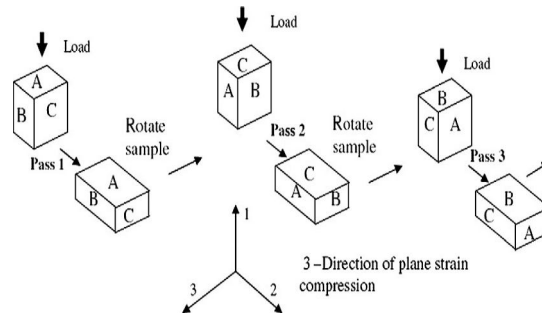 Load
A
B
C
Pass 1
A
B
C
Rotate
sample
Load
C
A
B
Pass 2
C
A
B
Rotate
sample
Load
B
C
A
Pass 3
B
C
A
1
3
2
3–Direction of plane strain
compression